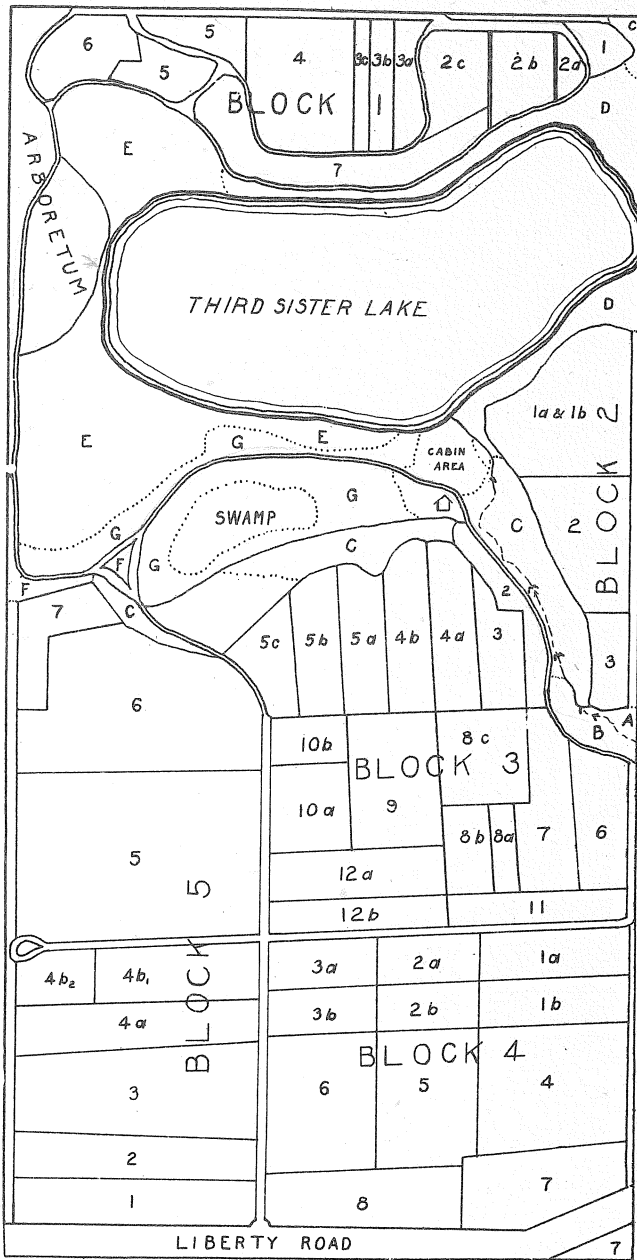 6 5 4 3c 3b 3a 2c 2b 2a 1 C
5
BLOCK 1
D
E
7
ARBORETUM
THIRD SISTER LAKE
D
1a & 1b
BLOCK 2
E G E
CABIN
AREA
G
SWAMP
C 2
G
C
F G
F
2
7 C
5c 5b 5a 4b 4a 3
3
6
A
B
10b 8c
BLOCK 3
10a 9
8b 8a 7 6
5
12a
12b 11
BLOCK 5
3a 2a 1a
4b2 4b1
3b 2b 1b
4a
BLOCK 4
3 6 5 4
2
1 8 7
LIBERTY ROAD
7